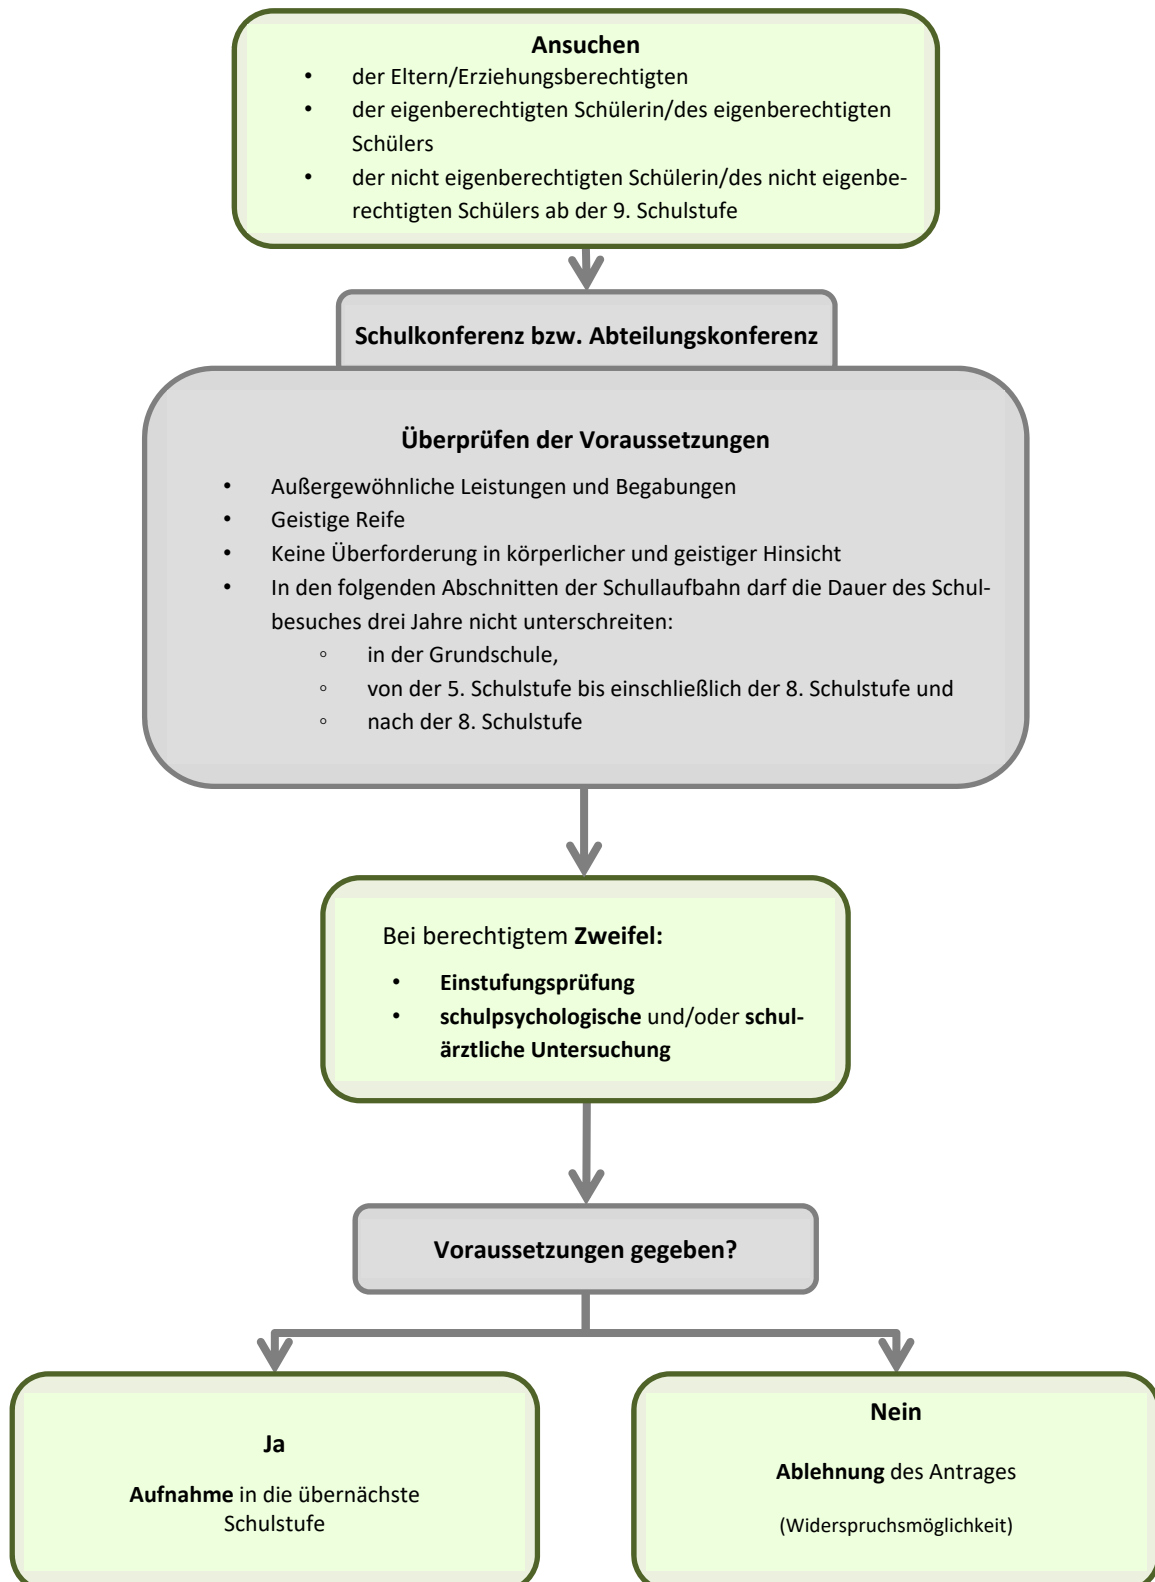 Ansuchen
• der Eltern/Erziehungsberechtigten
• der eigenberechtigten Schülerin/des eigenberechtigten
Schülers
• der nicht eigenberechtigten Schülerin/des nicht eigenbe-
rechtigten Schülers ab der 9. Schulstufe
Schulkonferenz bzw. Abteilungskonferenz
Überprüfen der Voraussetzungen
• Außergewöhnliche Leistungen und Begabungen
• Geistige Reife
• Keine Überforderung in körperlicher und geistiger Hinsicht
• In den folgenden Abschnitten der Schullaufbahn darf die Dauer des Schul-
besuches drei Jahre nicht unterschreiten:
◦ in der Grundschule,
◦ von der 5. Schulstufe bis einschließlich der 8. Schulstufe und
◦ nach der 8. Schulstufe
Bei berechtigtem Zweifel:
• Einstufungsprüfung
• schulpsychologische und/oder schul-
ärztliche Untersuchung
Voraussetzungen gegeben?
Ja
Aufnahme in die übernächste
Schulstufe
Nein
Ablehnung des Antrages
(Widerspruchsmöglichkeit)